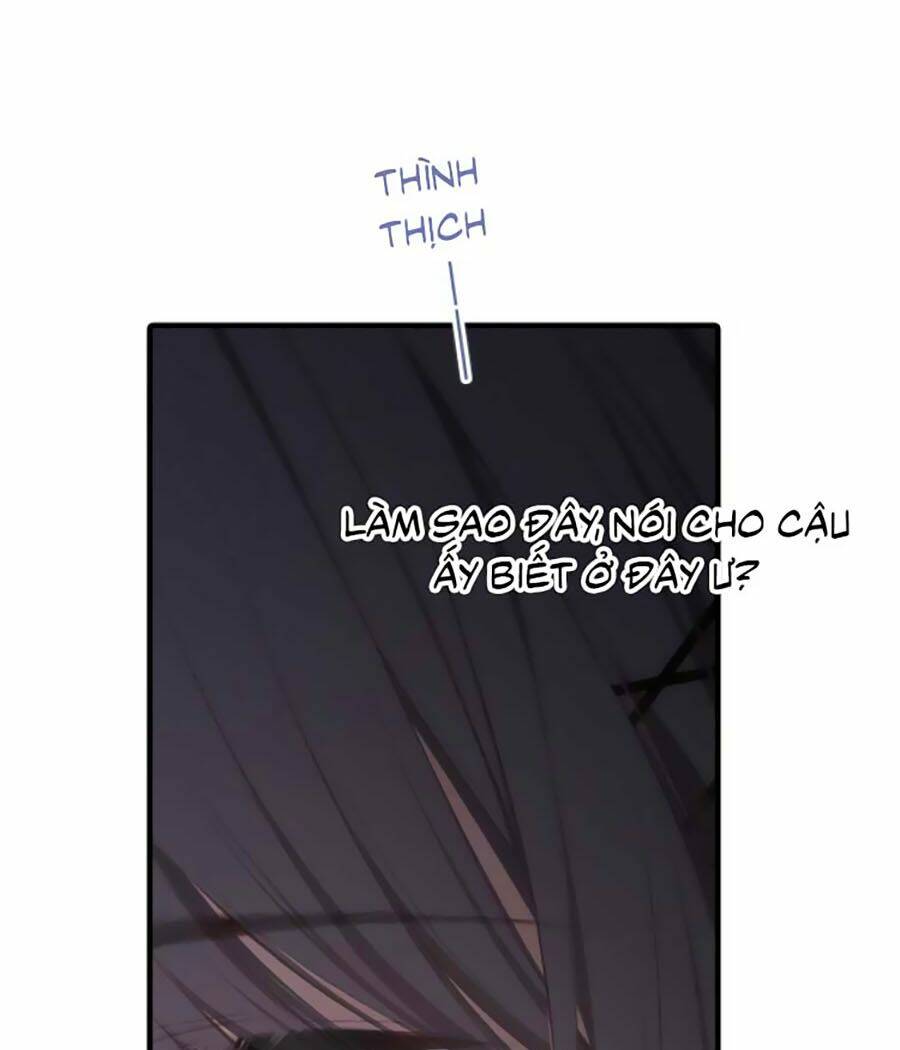 THÌNH
THỊCH
LÀM SAO ĐÂY, NÓI CHO CẬU
ẤY BIẾT Ở ĐÂY Ư?